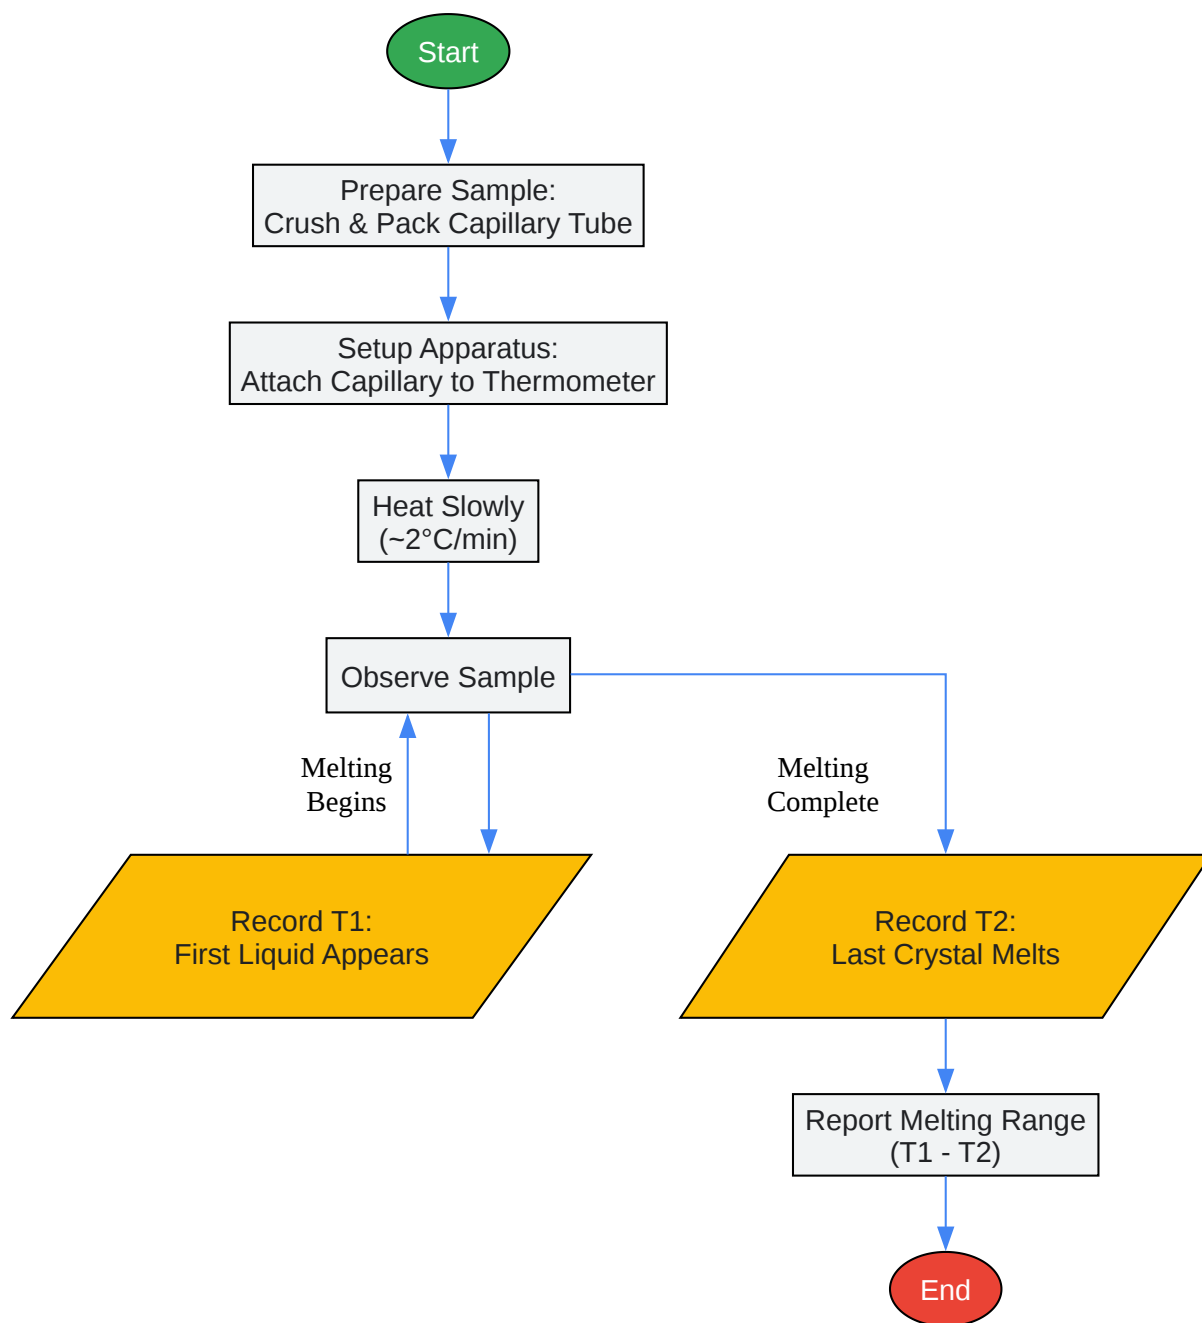 Start
Prepare Sample:
Crush & Pack Capillary Tube
Setup Apparatus:
Attach Capillary to Thermometer
Heat Slowly
(~2°C/min)
Observe Sample
Melting
Begins
Melting
Complete
Record T1:
First Liquid Appears
Record T2:
Last Crystal Melts
Report Melting Range
(T1 - T2)
End